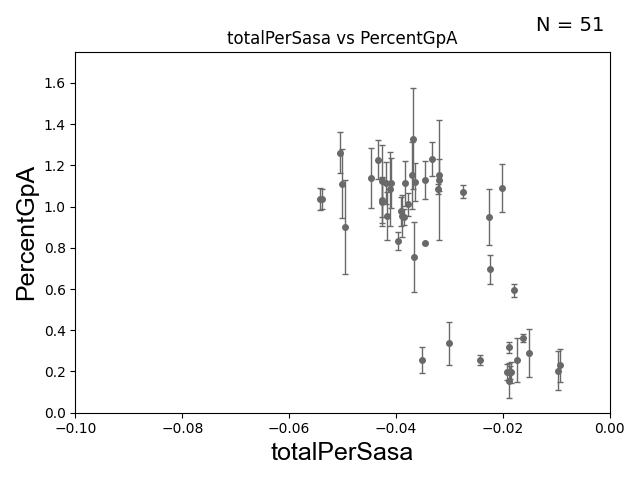 N = 51
totalPerSasa vs PercentGpA
PercentGpA
1.6
1.4
1.2
1.0
0.8
0.6
0.4
0.2
0.0
−0.10 −0.08 −0.06 −0.04 −0.02 0.00
totalPerSasa